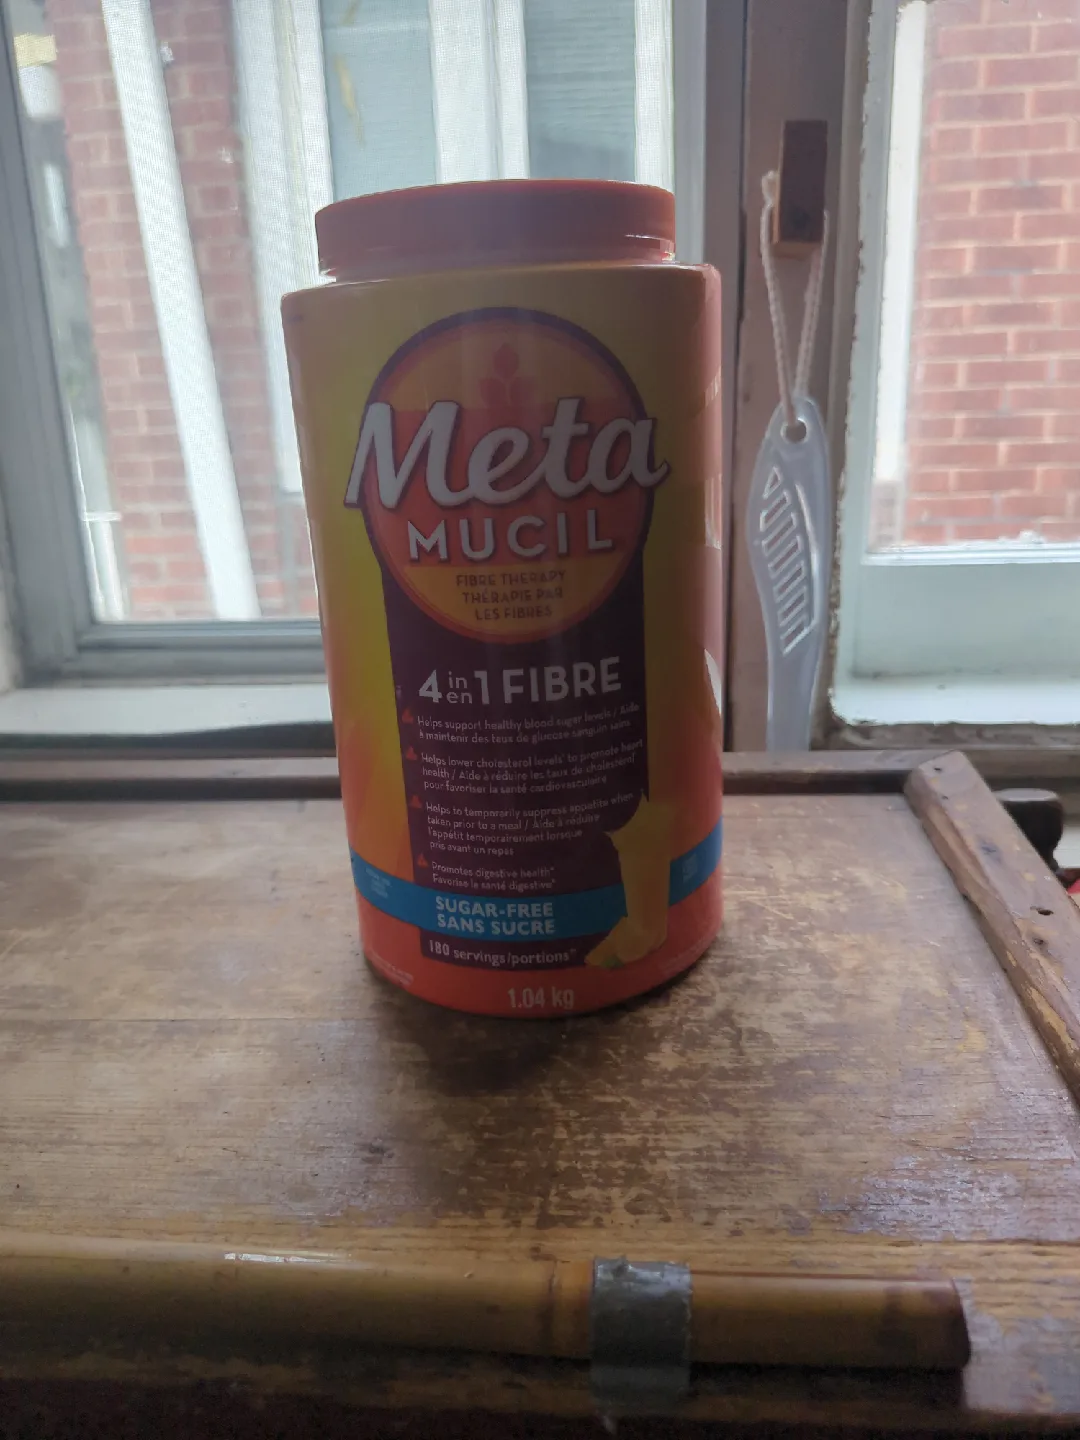 Meta
MUCIL
FIBRE THERAPY
THÉRAPIE PAR
LES FIBRES
4 in en 1 FIBRE
Helps support healthy blood sugar levels / Aide
à maintenir des taux de glucose sanguin sains
Helps lower cholesterol levels† to promote heart
health / Aide à réduire les taux de cholestérol†
pour favoriser la santé cardiovasculaire
Helps to temporarily suppress appetite when
taken prior to a meal / Aide à réduire
l'appétit temporairement lorsque
pris avant un repas
Promotes digestive health*
Favorise la santé digestive*
SUGAR-FREE
SANS SUCRE
180 servings/portions**
1.04 kg